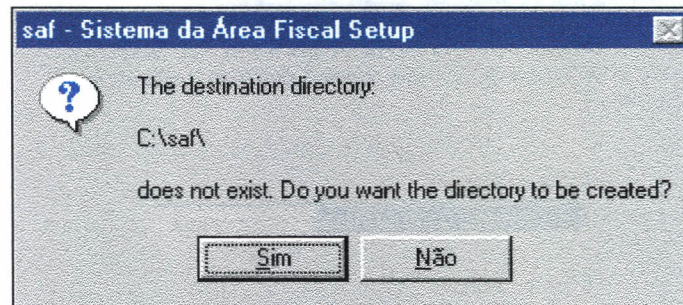 saf - Sistema da Área Fiscal Setup
The destination directory:
C:\saf\
does not exist. Do you want the directory to be created?
Sim Não